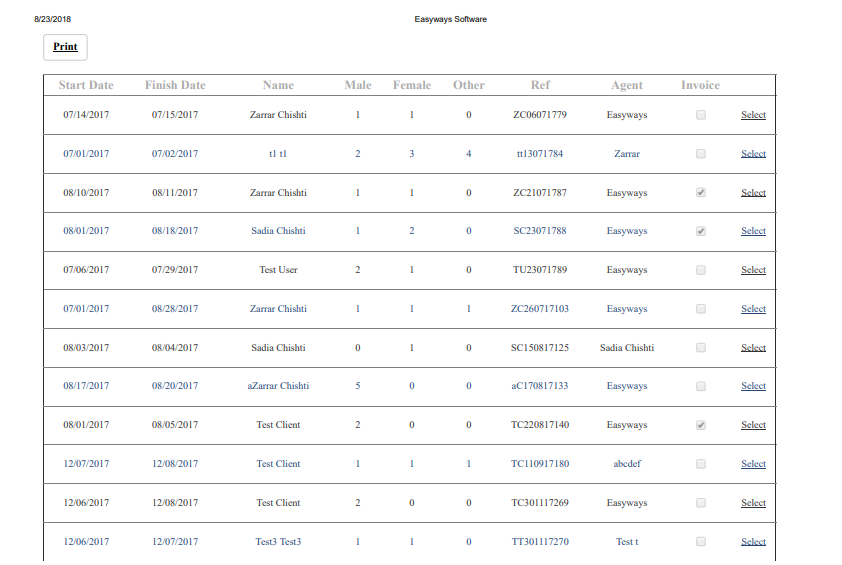 8/23/2018 Easyways Software
Print
Start Date Finish Date Name Male Female Other Ref Agent Invoice
07/14/2017 07/15/2017 Zarrar Chishti 1 1 0 ZC06071779 Easyways Select
07/01/2017 07/02/2017 t1 t1 2 3 4 tt13071784 Zarrar Select
08/10/2017 08/11/2017 Zarrar Chishti 1 1 0 ZC21071787 Easyways Select
08/01/2017 08/18/2017 Sadia Chishti 1 2 0 SC23071788 Easyways Select
07/06/2017 07/29/2017 Test User 2 1 0 TU23071789 Easyways Select
07/01/2017 08/28/2017 Zarrar Chishti 1 1 1 ZC260717103 Easyways Select
08/03/2017 08/04/2017 Sadia Chishti 0 1 0 SC150817125 Sadia Chishti Select
08/17/2017 08/20/2017 aZarrar Chishti 5 0 0 aC170817133 Easyways Select
08/01/2017 08/05/2017 Test Client 2 0 0 TC220817140 Easyways Select
12/07/2017 12/08/2017 Test Client 1 1 1 TC110917180 abcdef Select
12/06/2017 12/08/2017 Test Client 2 0 0 TC301117269 Easyways Select
12/06/2017 12/07/2017 Test3 Test3 1 1 0 TT301117270 Test t Select